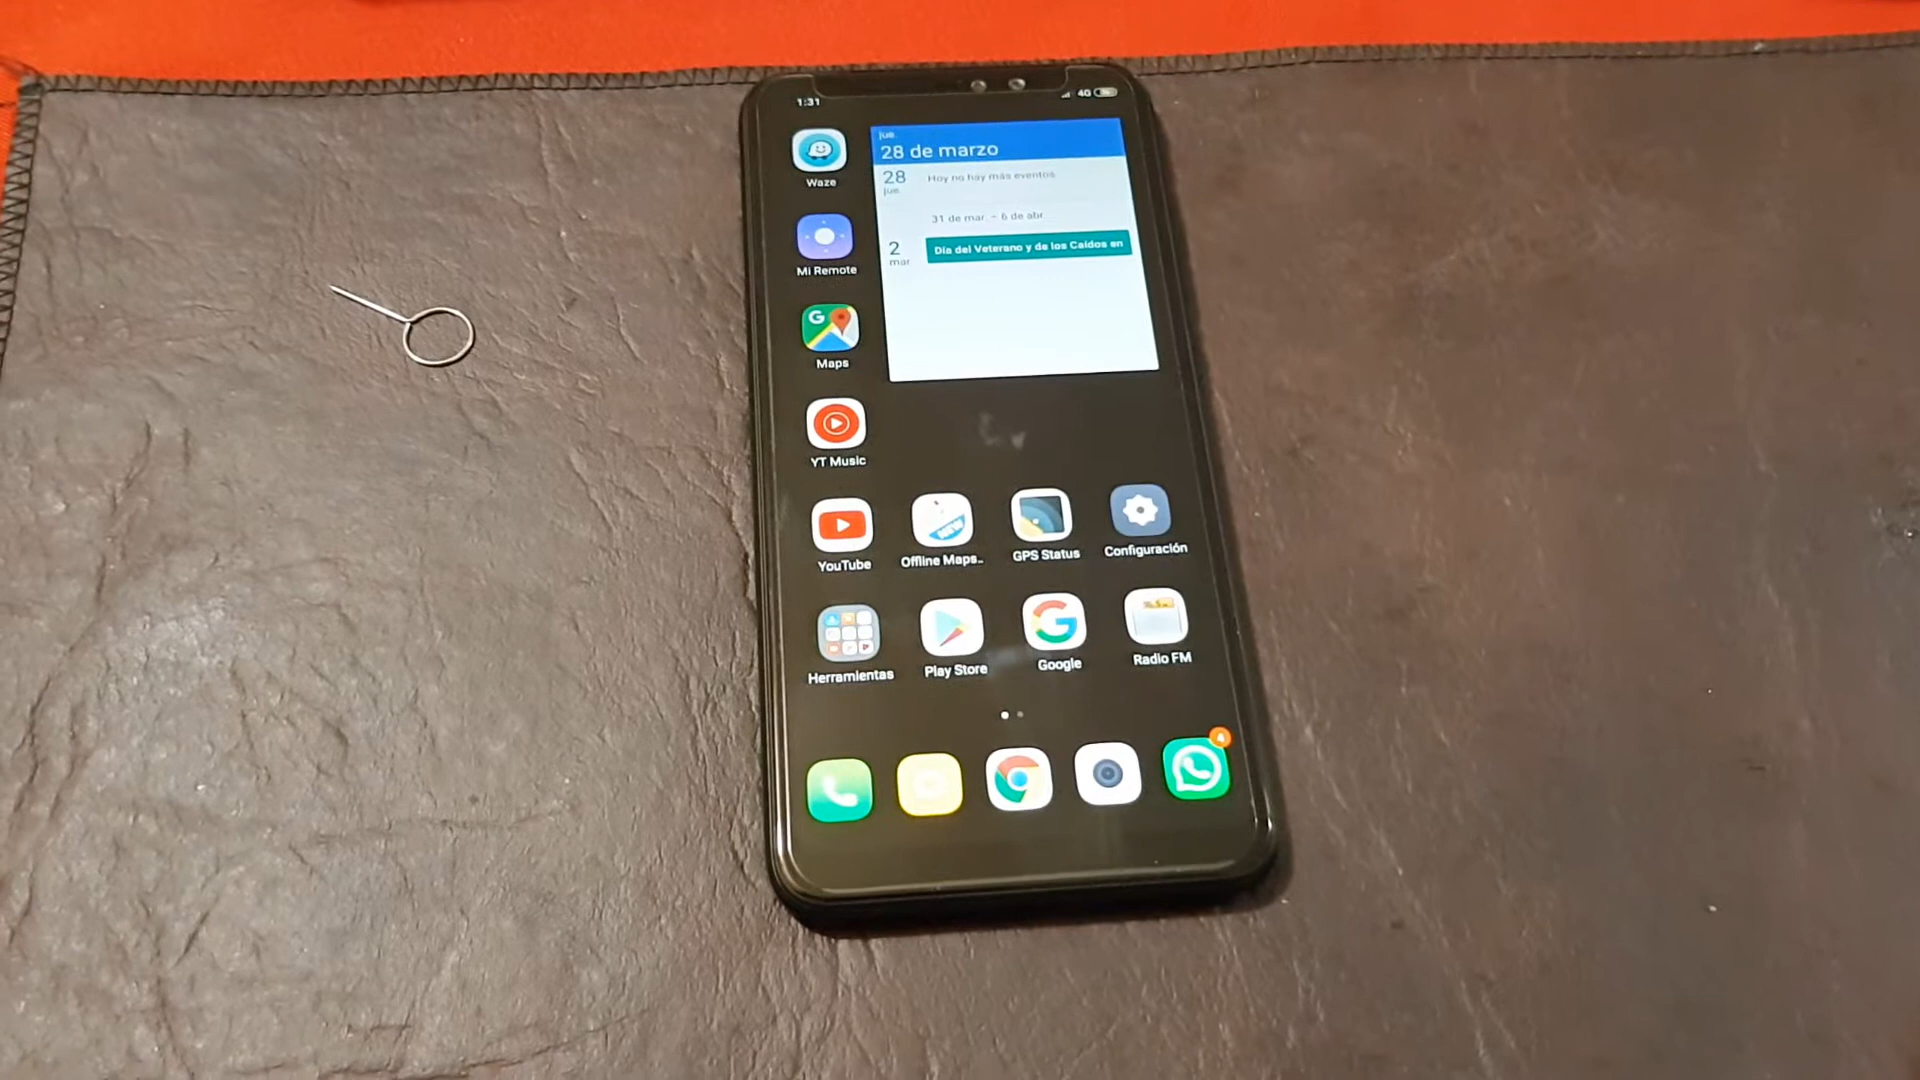 1:31
4G
Waze
jue.
28 de marzo
28
jue.
Hoy no hay más eventos
31 de mar. – 6 de abr.
2
mar
Día del Veterano y de los Caídos en
Mi Remote
Maps
YT Music
YouTube
Offline Maps..
GPS Status
Configuración
NEW
Herramientas
Play Store
Google
Radio FM
4